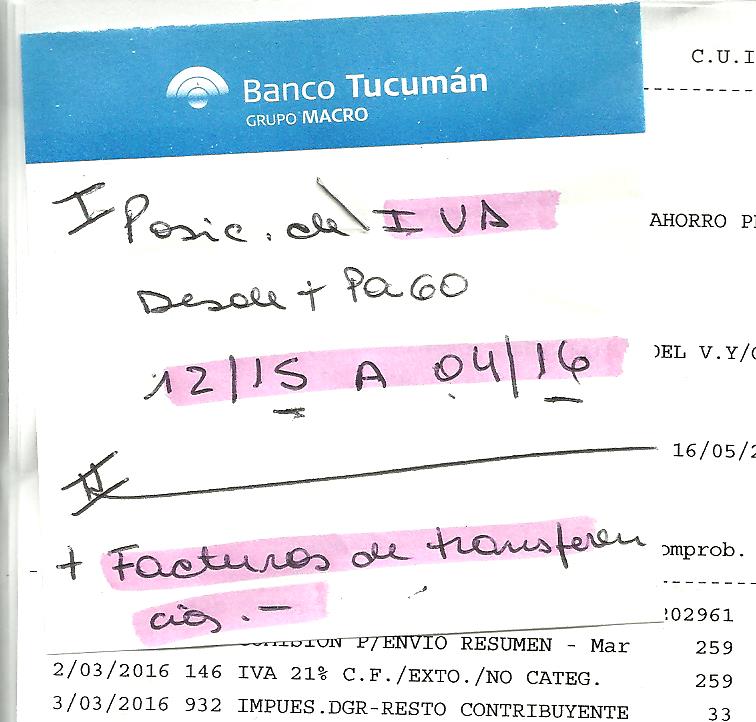 C.U.I
Banco Tucumán
GRUPO MACRO
I Posic. de IVA
AHORRO P
Desde + PaGO
DEL V.Y/
12/15 A 04/16
16/05/2
II
omprob.
+ Facturas de transferen
cias.-
202961
COMISION P/ENVIO RESUMEN - Mar 259
2/03/2016 146 IVA 21% C.F./EXTO./NO CATEG. 259
3/03/2016 932 IMPUES.DGR-RESTO CONTRIBUYENTE 33